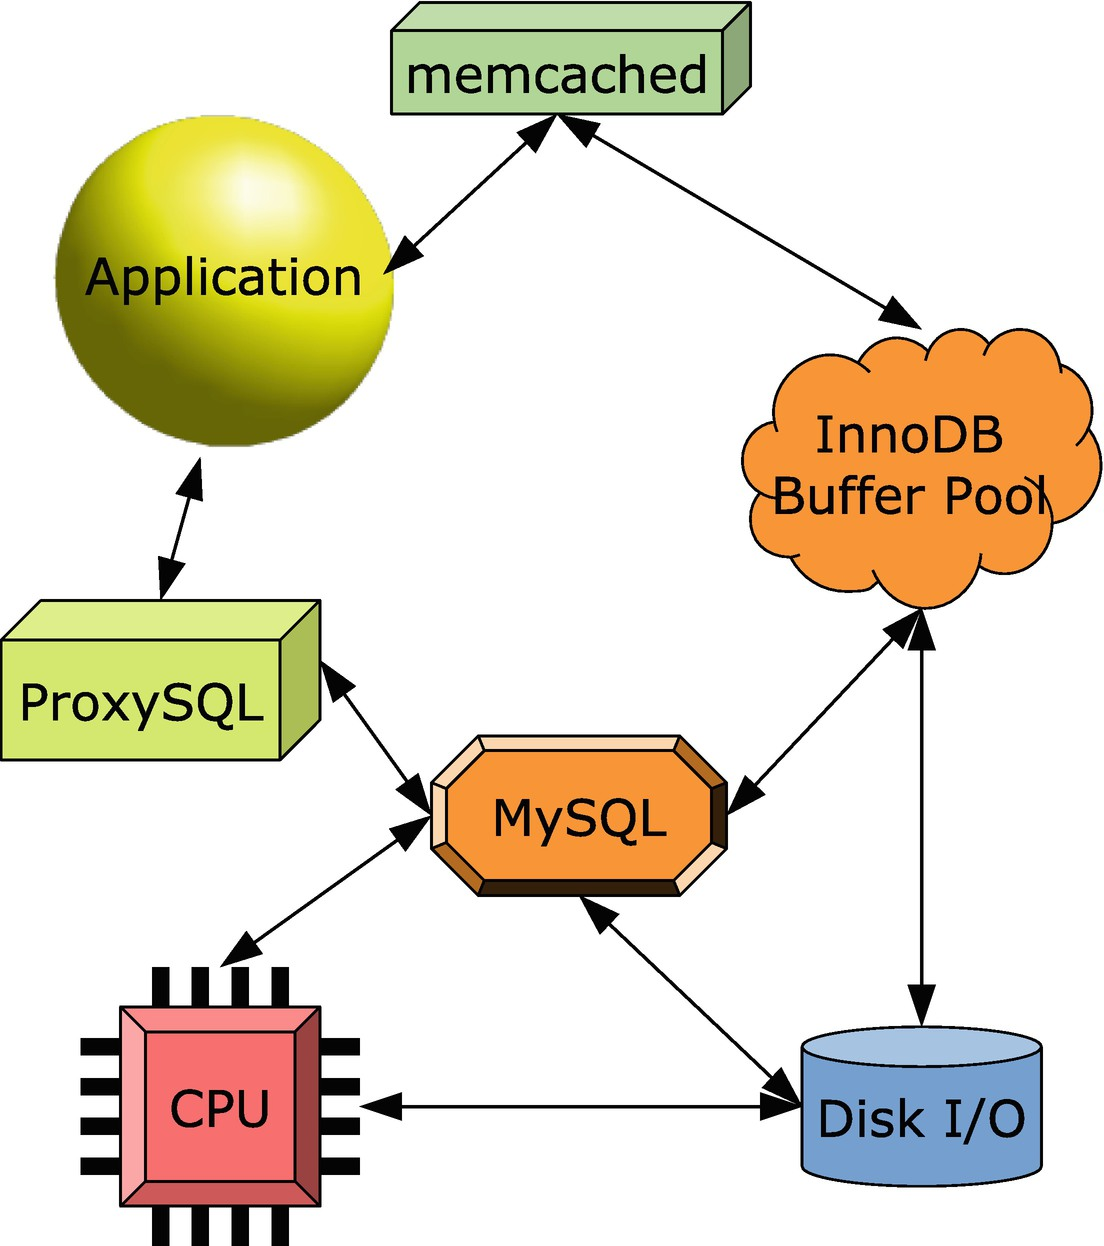 memcached
Application
InnoDB
Buffer Pool
ProxySQL
MySQL
CPU
Disk I/O